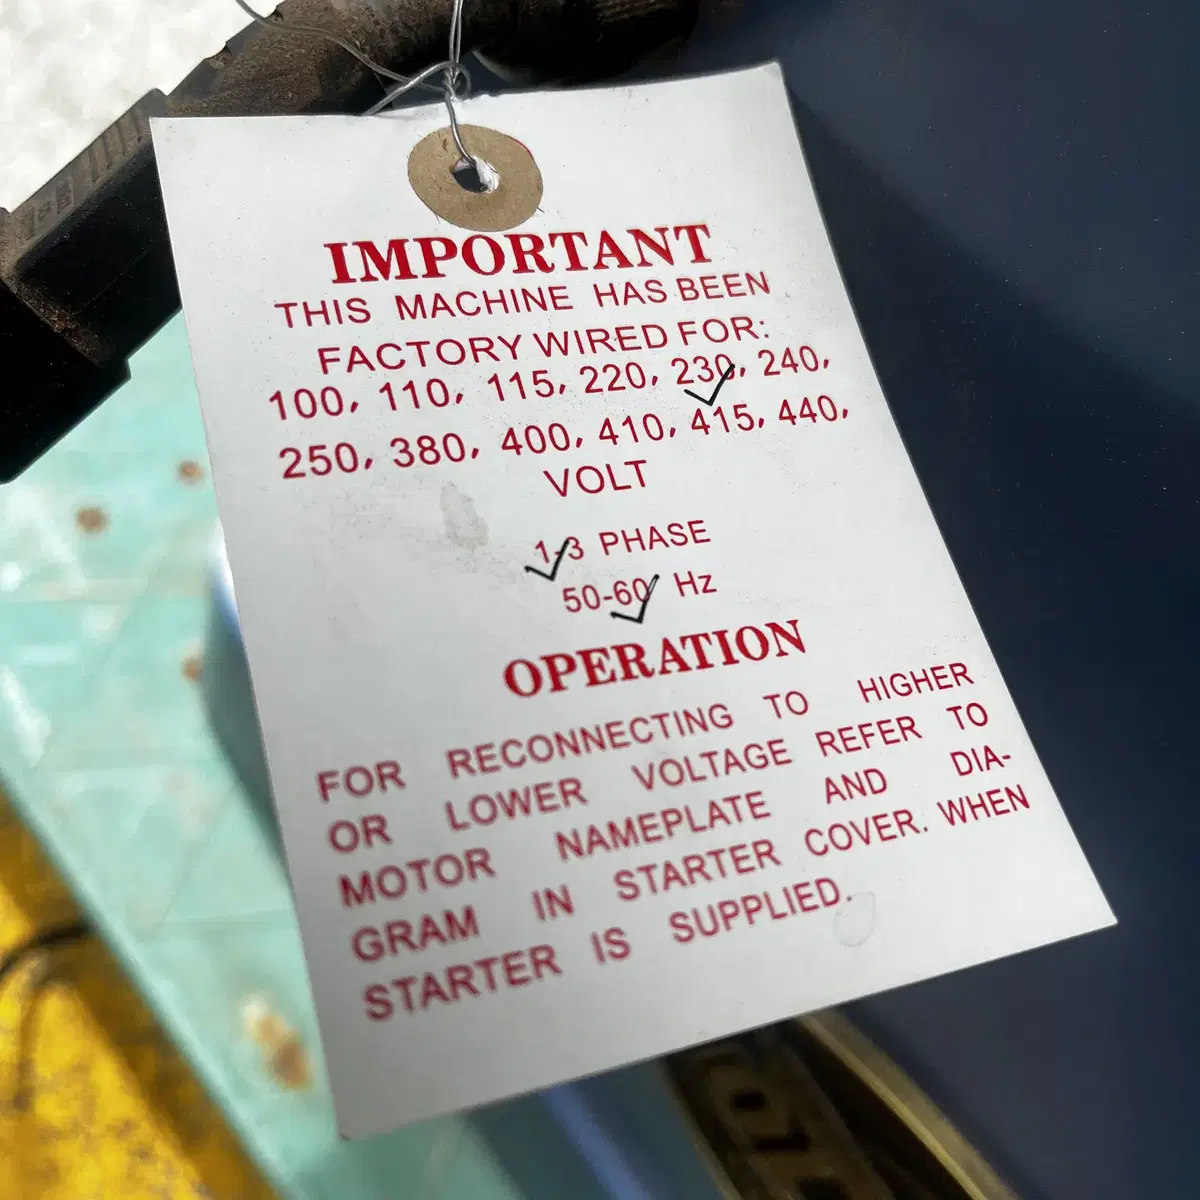 IMPORTANT
THIS MACHINE HAS BEEN
FACTORY WIRED FOR:
100, 110, 115, 220, 230, 240,
250, 380, 400, 410, 415, 440,
VOLT
1-3 PHASE
50-60 Hz
OPERATION
FOR RECONNECTING TO HIGHER
OR LOWER VOLTAGE REFER TO
MOTOR NAMEPLATE AND DIA-
GRAM IN STARTER COVER. WHEN
STARTER IS SUPPLIED.